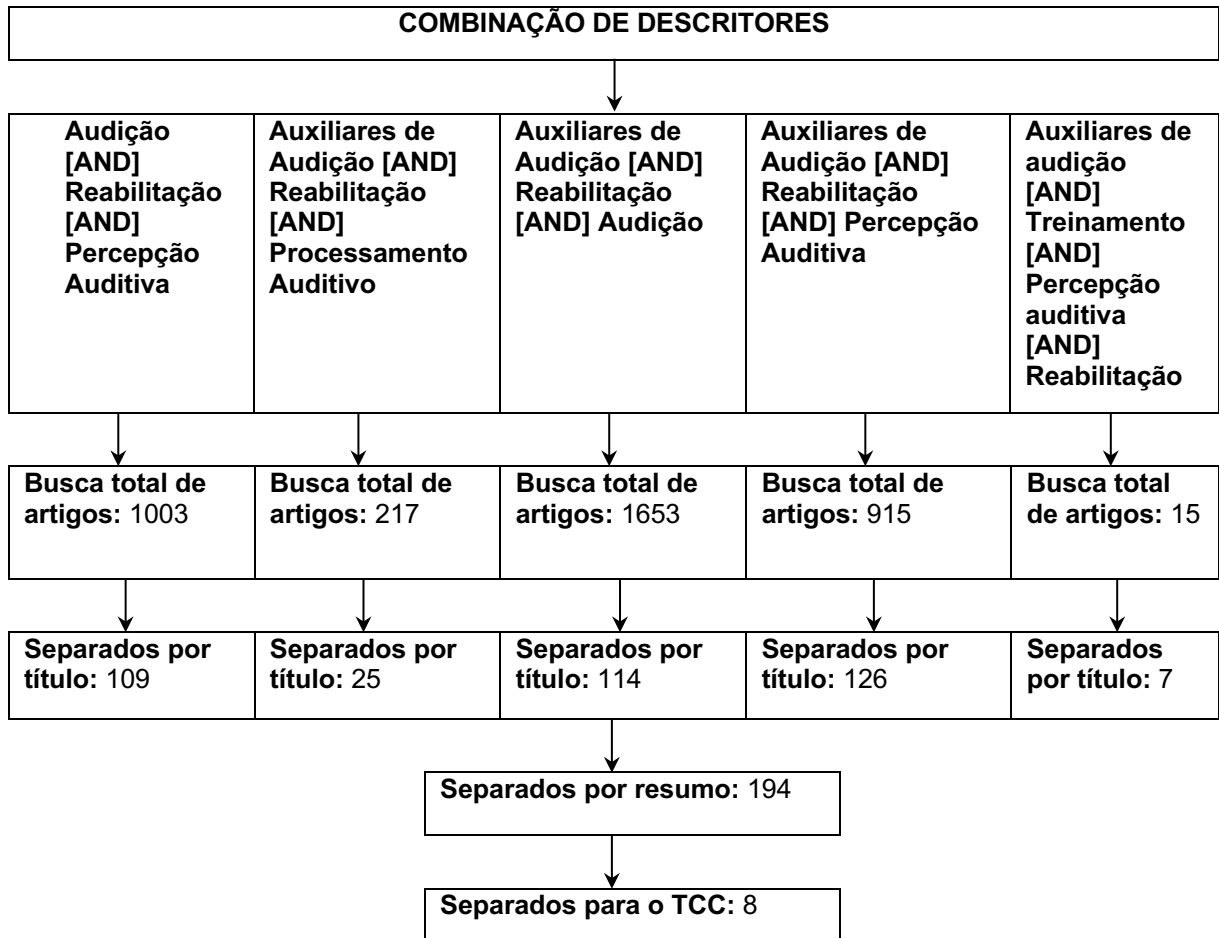 COMBINAÇÃO DE DESCRITORES
Audição
[AND]
Reabilitação
[AND]
Percepção
Auditiva
Auxiliares de
Audição [AND]
Reabilitação
[AND]
Processamento
Auditivo
Auxiliares de
Audição [AND]
Reabilitação
[AND] Audição
Auxiliares de
Audição [AND]
Reabilitação
[AND] Percepção
Auditiva
Auxiliares de
audição
[AND]
Treinamento
[AND]
Percepção
auditiva
[AND]
Reabilitação
Busca total de
artigos: 1003
Busca total de
artigos: 217
Busca total de
artigos: 1653
Busca total de
artigos: 915
Busca total
de artigos: 15
Separados por
título: 109
Separados por
título: 25
Separados por
título: 114
Separados por
título: 126
Separados
por título: 7
Separados por resumo: 194
Separados para o TCC: 8